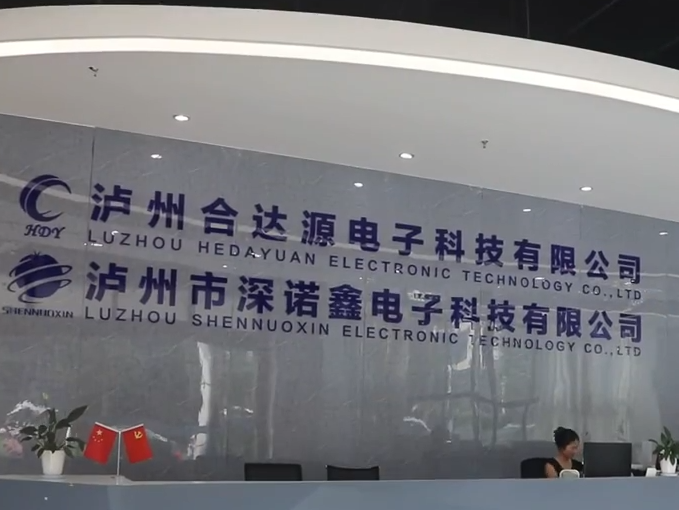 HDY
泸州合达源电子科技有限公司
LUZHOU HEDAYUAN ELECTRONIC TECHNOLOGY CO.,LTD
SHENNUOXIN
泸州市深诺鑫电子科技有限公司
LUZHOU SHENNUOXIN ELECTRONIC TECHNOLOGY CO.,LTD